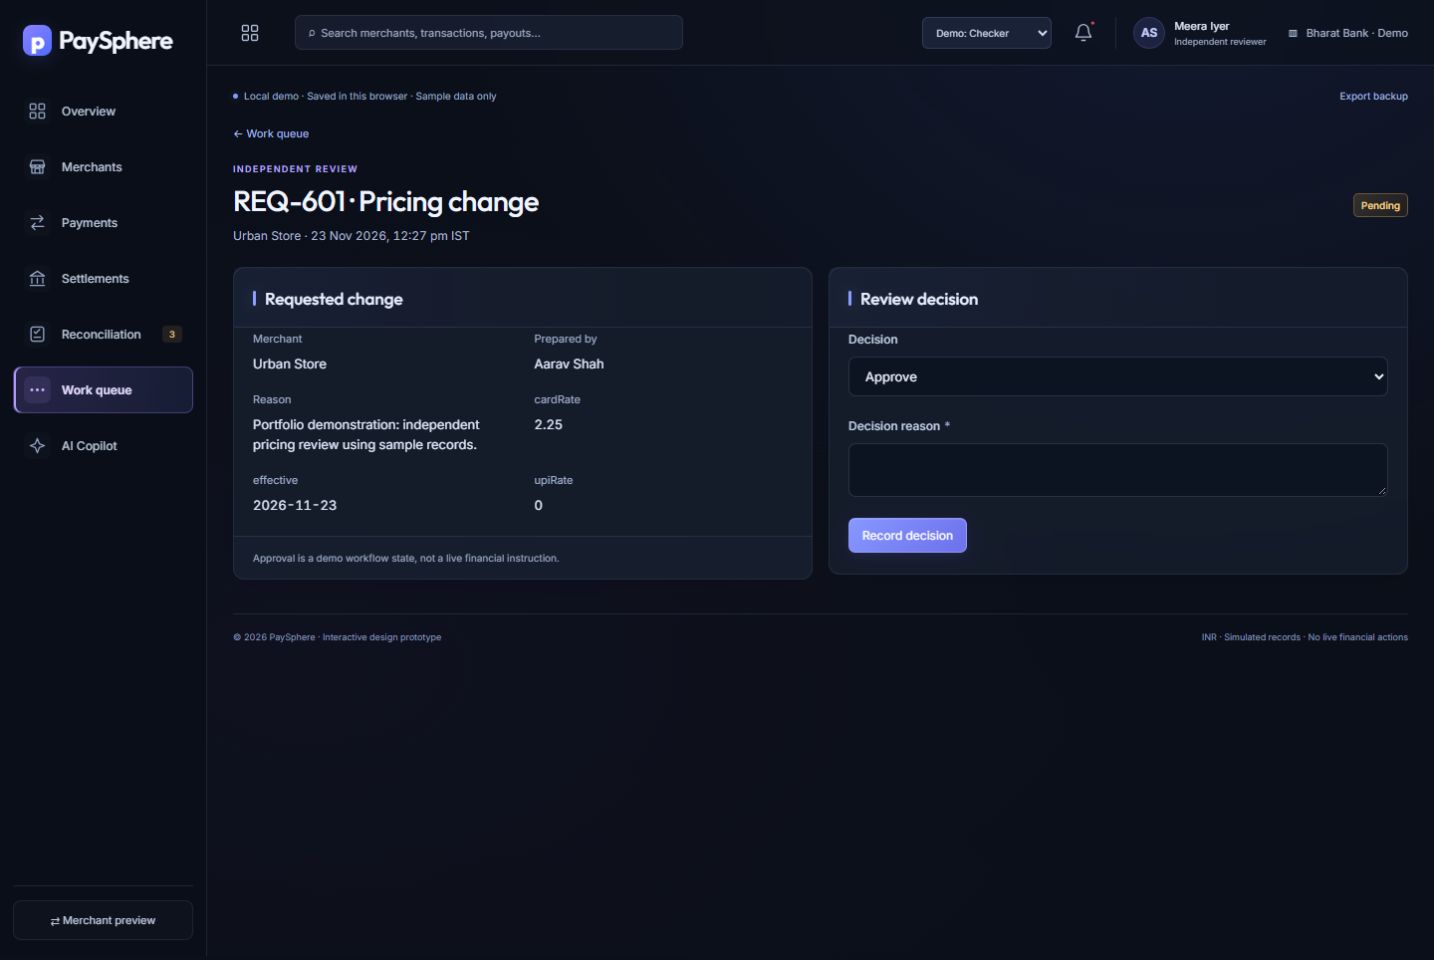 p PaySphere
Overview
Merchants
Payments
Settlements
Reconciliation 3
Work queue
AI Copilot
⇄ Merchant preview
Search merchants, transactions, payouts...
Demo: Checker
AS
Meera Iyer
Independent reviewer
Bharat Bank · Demo
Local demo · Saved in this browser · Sample data only
Export backup
← Work queue
INDEPENDENT REVIEW
REQ-601 · Pricing change
Pending
Urban Store · 23 Nov 2026, 12:27 pm IST
Requested change
Merchant
Urban Store
Prepared by
Aarav Shah
Reason
Portfolio demonstration: independent
pricing review using sample records.
cardRate
2.25
effective
2026-11-23
upiRate
0
Approval is a demo workflow state, not a live financial instruction.
Review decision
Decision
Approve
Decision reason *
Record decision
© 2026 PaySphere · Interactive design prototype
INR · Simulated records · No live financial actions